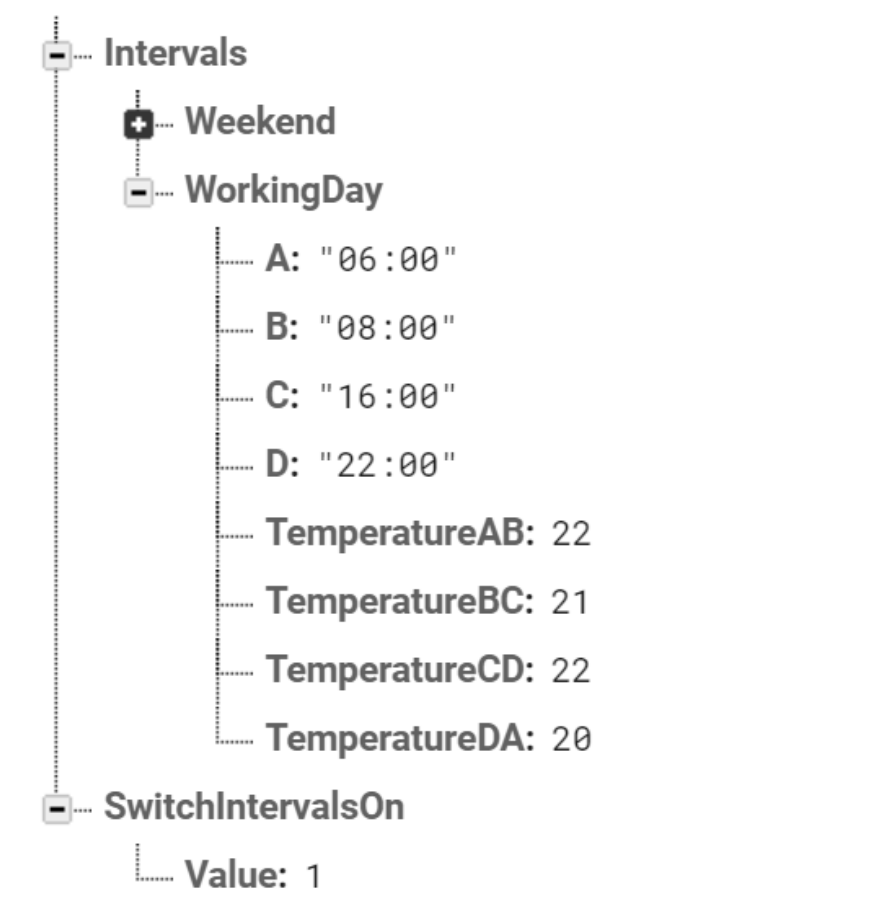 Intervals
Weekend
WorkingDay
A: "06:00"
B: "08:00"
C: "16:00"
D: "22:00"
TemperatureAB: 22
TemperatureBC: 21
TemperatureCD: 22
TemperatureDA: 20
SwitchIntervalsOn
Value: 1